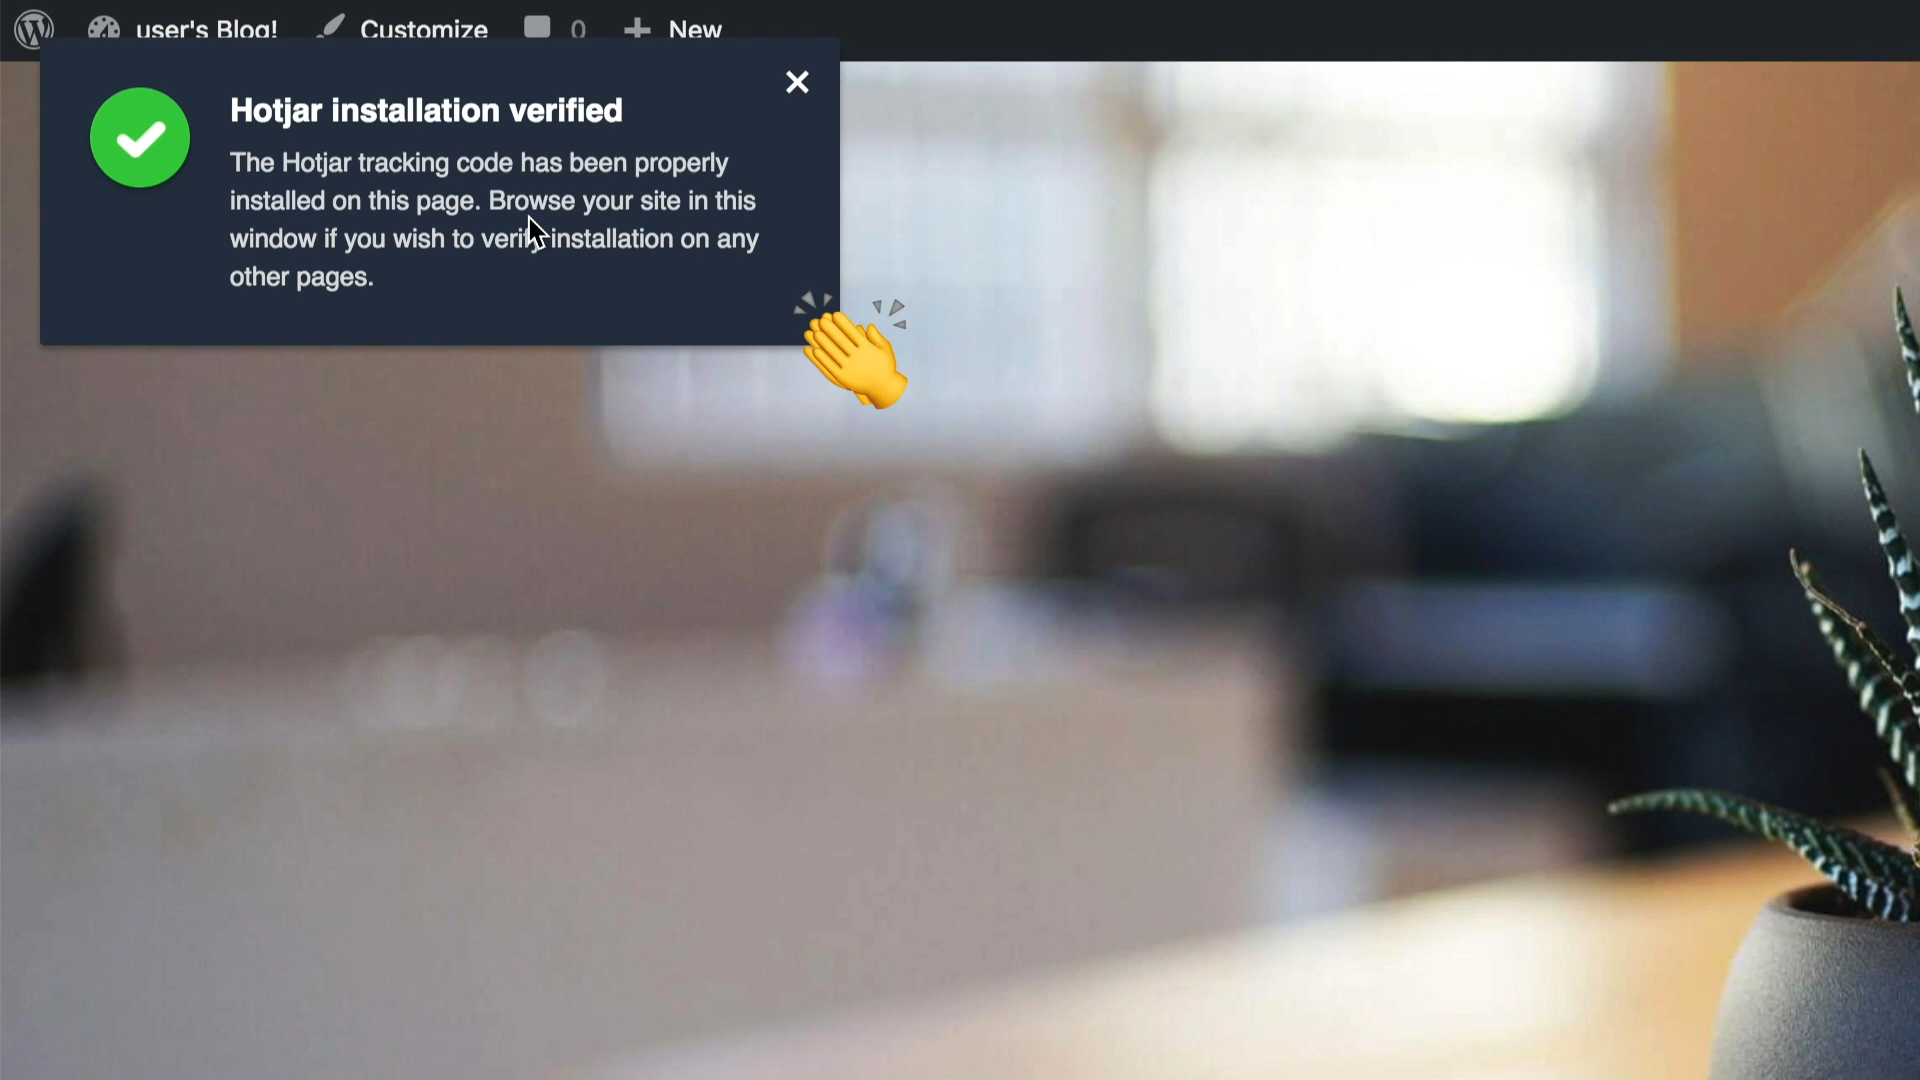 user's Blog! Customize 0 New
Hotjar installation verified
The Hotjar tracking code has been properly
installed on this page. Browse your site in this
window if you wish to verify installation on any
other pages.